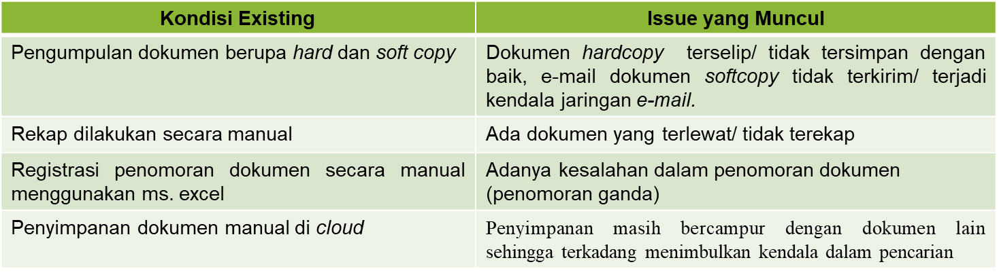 Kondisi Existing
Issue yang Muncul
Pengumpulan dokumen berupa hard dan soft copy
Dokumen hardcopy terselip/ tidak tersimpan dengan
baik, e-mail dokumen softcopy tidak terkirim/ terjadi
kendala jaringan e-mail.
Rekap dilakukan secara manual
Ada dokumen yang terlewat/ tidak terekap
Registrasi penomoran dokumen secara manual
menggunakan ms. excel
Adanya kesalahan dalam penomoran dokumen
(penomoran ganda)
Penyimpanan dokumen manual di cloud
Penyimpanan masih bercampur dengan dokumen lain
sehingga terkadang menimbulkan kendala dalam pencarian